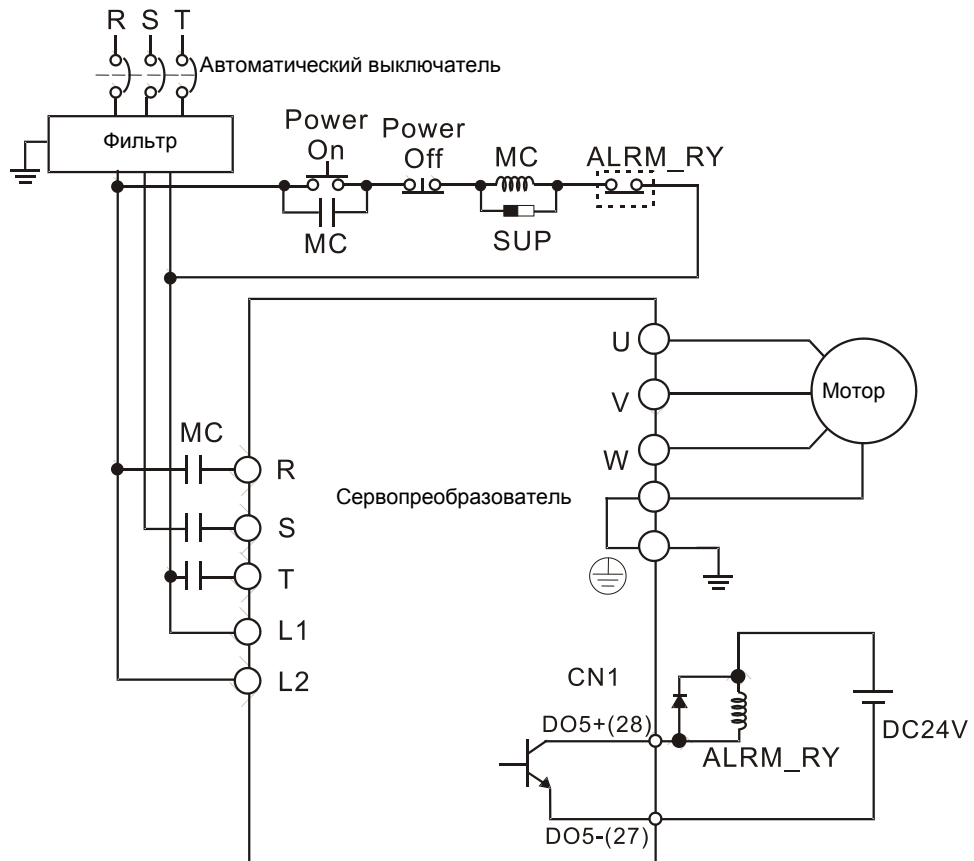 R S T
Автоматический выключатель
Фильтр
Power
On
Power
Off
MC
ALRM_RY
MC
SUP
U
V
W
Мотор
MC
R
S
T
L1
L2
Сервопреобразователь
CN1
DO5+(28)
ALRM_RY
DC24V
DO5-(27)